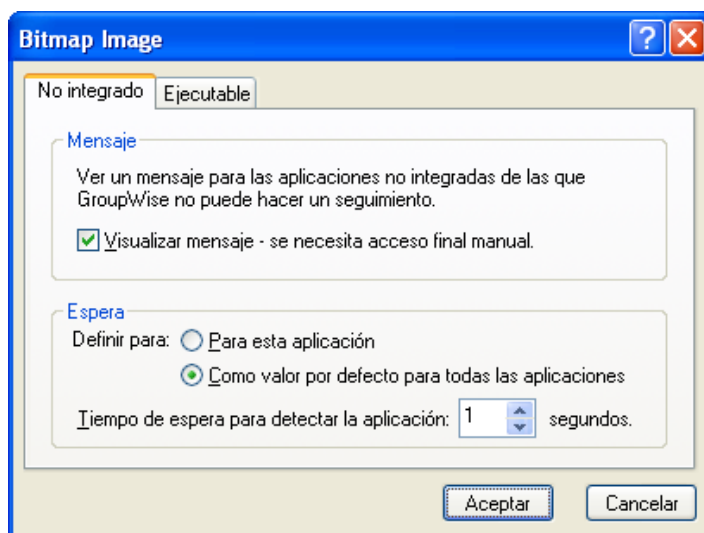 Bitmap Image
No integrado Ejecutable
Mensaje
Ver un mensaje para las aplicaciones no integradas de las que
GroupWise no puede hacer un seguimiento.
Visualizar mensaje - se necesita acceso final manual.
Espera
Definir para: Para esta aplicación
Como valor por defecto para todas las aplicaciones
Tiempo de espera para detectar la aplicación: 1 segundos.
Aceptar Cancelar